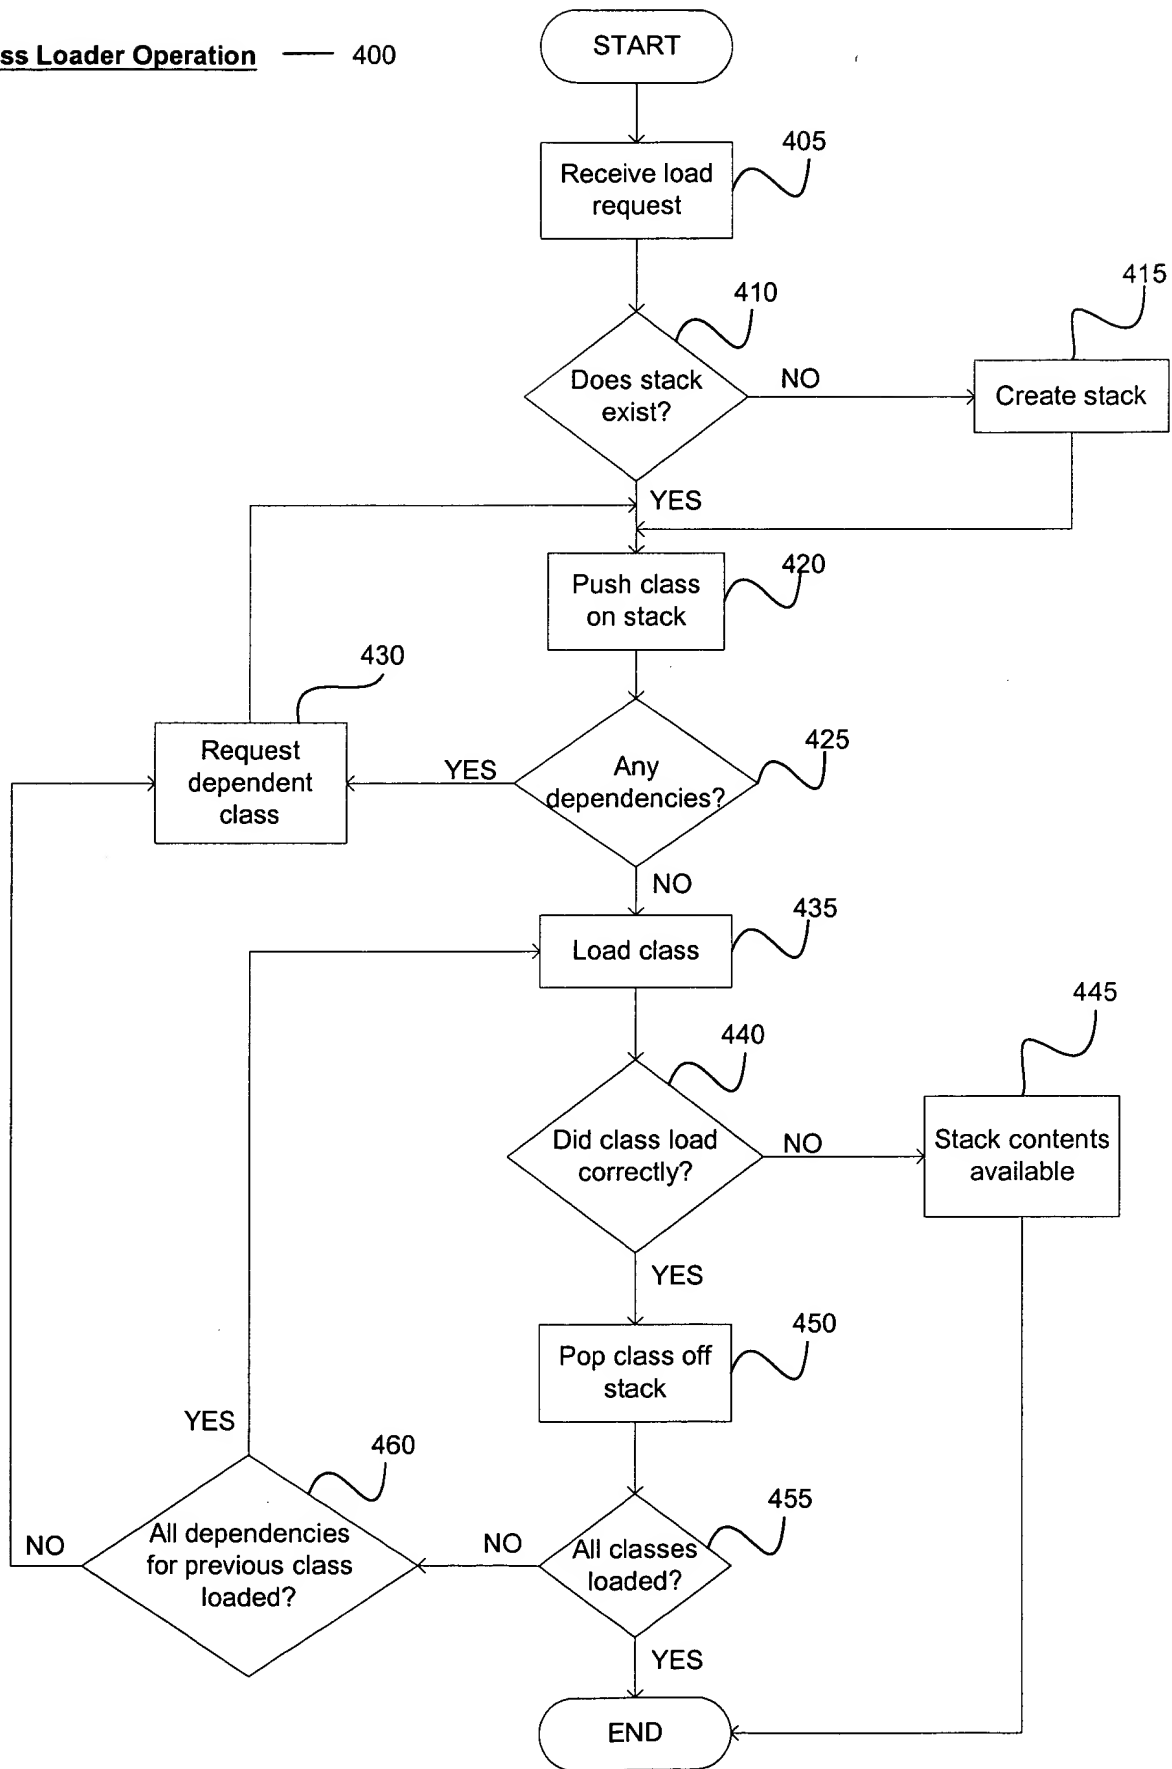 START
ss Loader Operation 400
405
Receive load
request
410
415
Does stack
exist?
NO
Create stack
YES
420
Push class
on stack
430
425
Request
dependent
class
YES
Any
dependencies?
NO
435
Load class
445
440
Did class load
correctly?
NO
Stack contents
available
YES
450
Pop class off
stack
YES
460
455
All dependencies
for previous class
loaded?
NO
NO
All classes
loaded?
YES
END